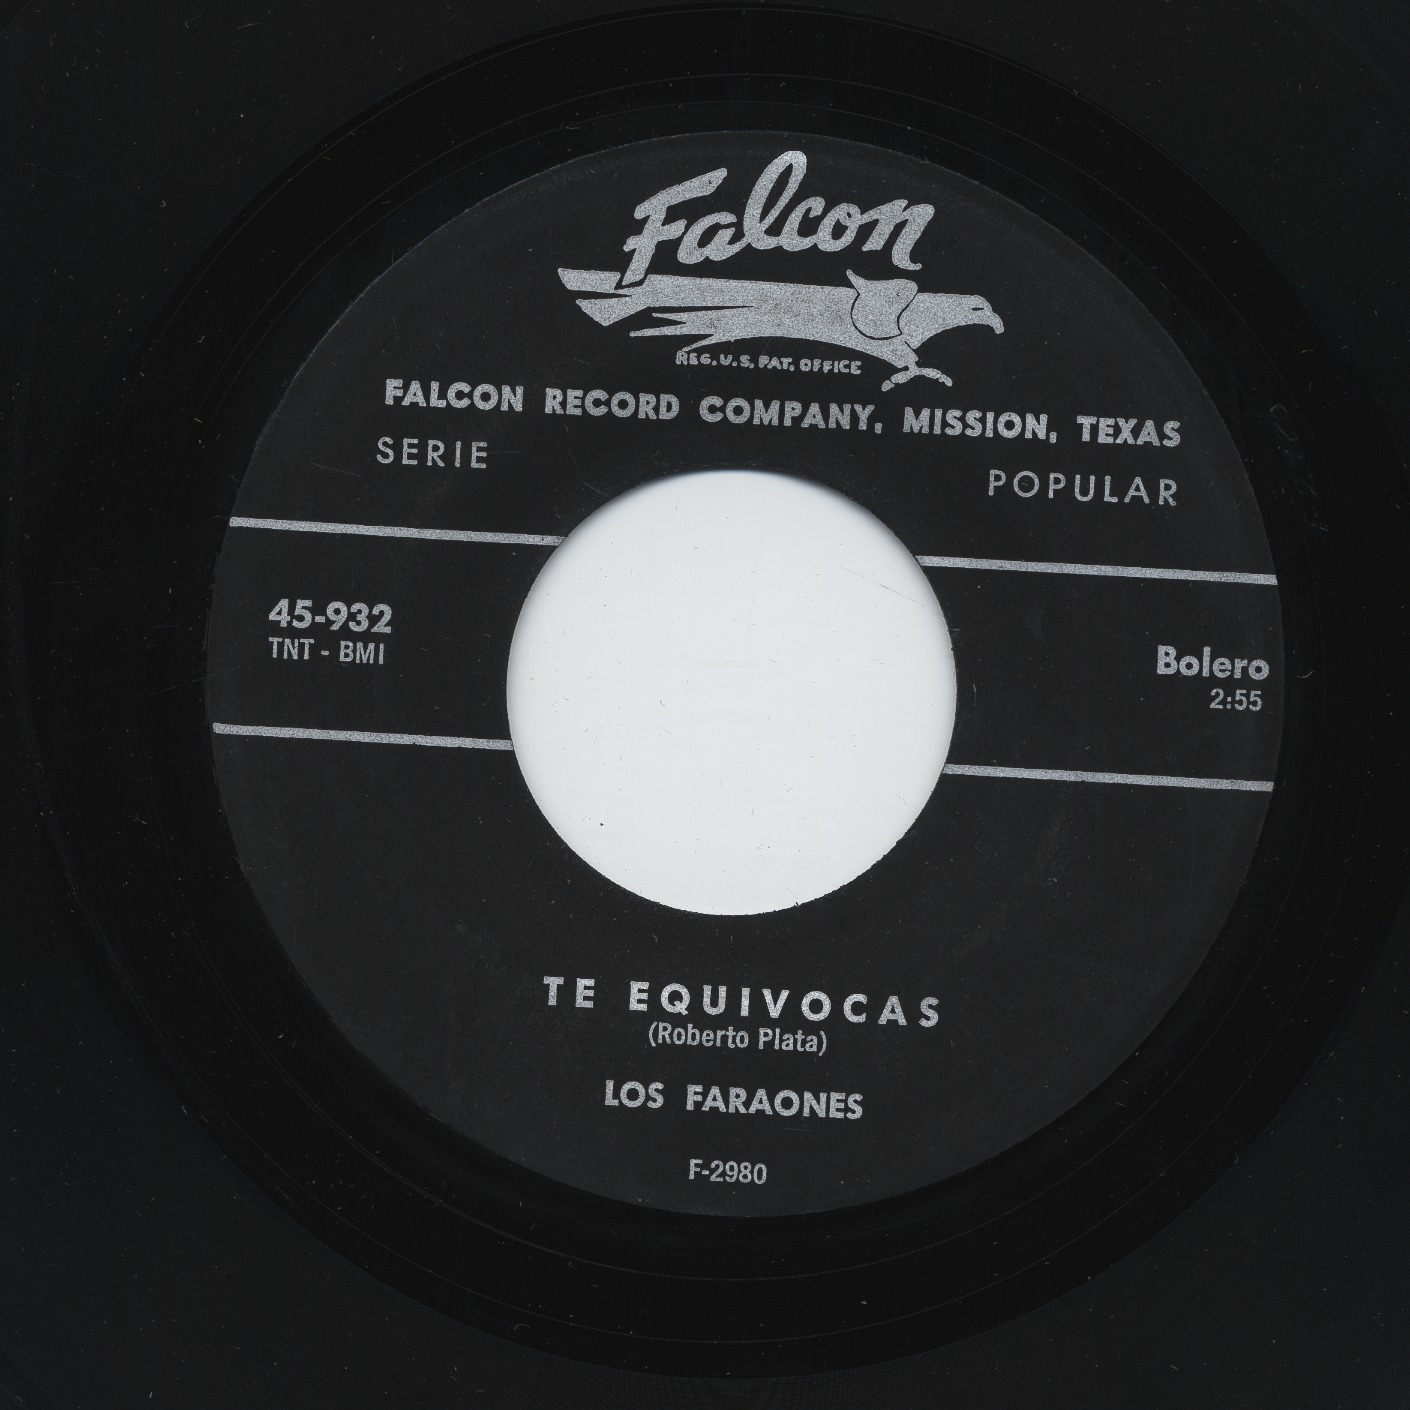 Falcon
REG. U.S. PAT. OFFICE
FALCON RECORD COMPANY, MISSION, TEXAS
SERIE POPULAR
45-932
TNT - BMI
Bolero
2:55
TE EQUIVOCAS
(Roberto Plata)
LOS FARAONES
F-2980